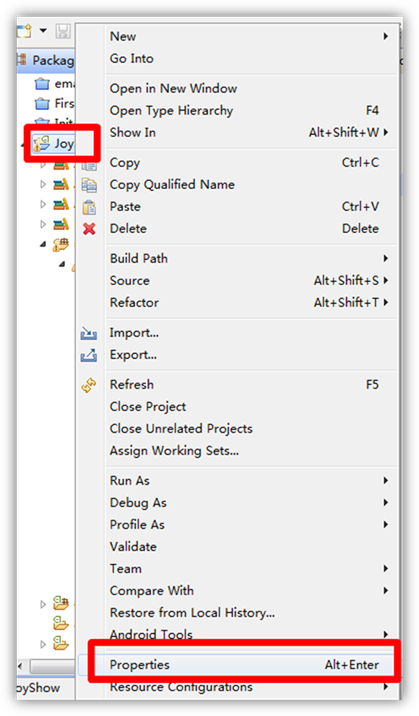 New
Packag
Go Into
ema
Open in New Window
Firs
Open Type Hierarchy F4
Show In Alt+Shift+W
Joy
Copy Ctrl+C
Copy Qualified Name
Paste Ctrl+V
Delete Delete
Build Path
Source Alt+Shift+S
Refactor Alt+Shift+T
Import...
Export...
Refresh F5
Close Project
Close Unrelated Projects
Assign Working Sets...
Run As
Debug As
Profile As
Validate
Team
Compare With
Restore from Local History...
Android Tools
Properties Alt+Enter
oyShow
Resource Configurations